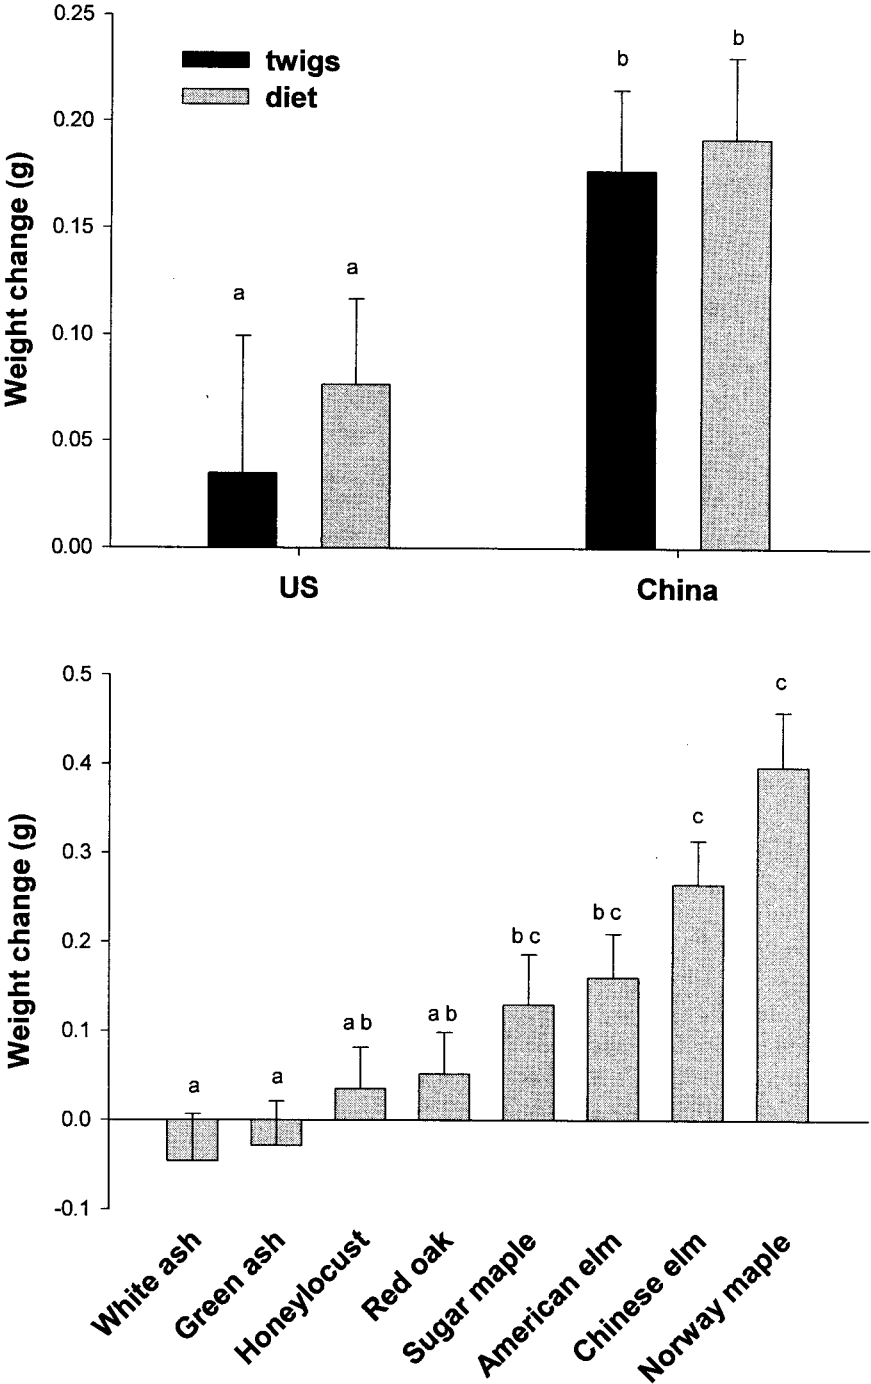 0.25
twigs
b
b
diet
0.20
Weight change (g)
0.15
a
a
0.10
0.05
0.00
US
China
0.5
c
0.4
c
Weight change (g)
0.3
b c
b c
0.2
a b
a b
0.1
a
a
0.0
-0.1
White ash
Green ash
Honeylocust
Red oak
Sugar maple
American elm
Chinese elm
Norway maple